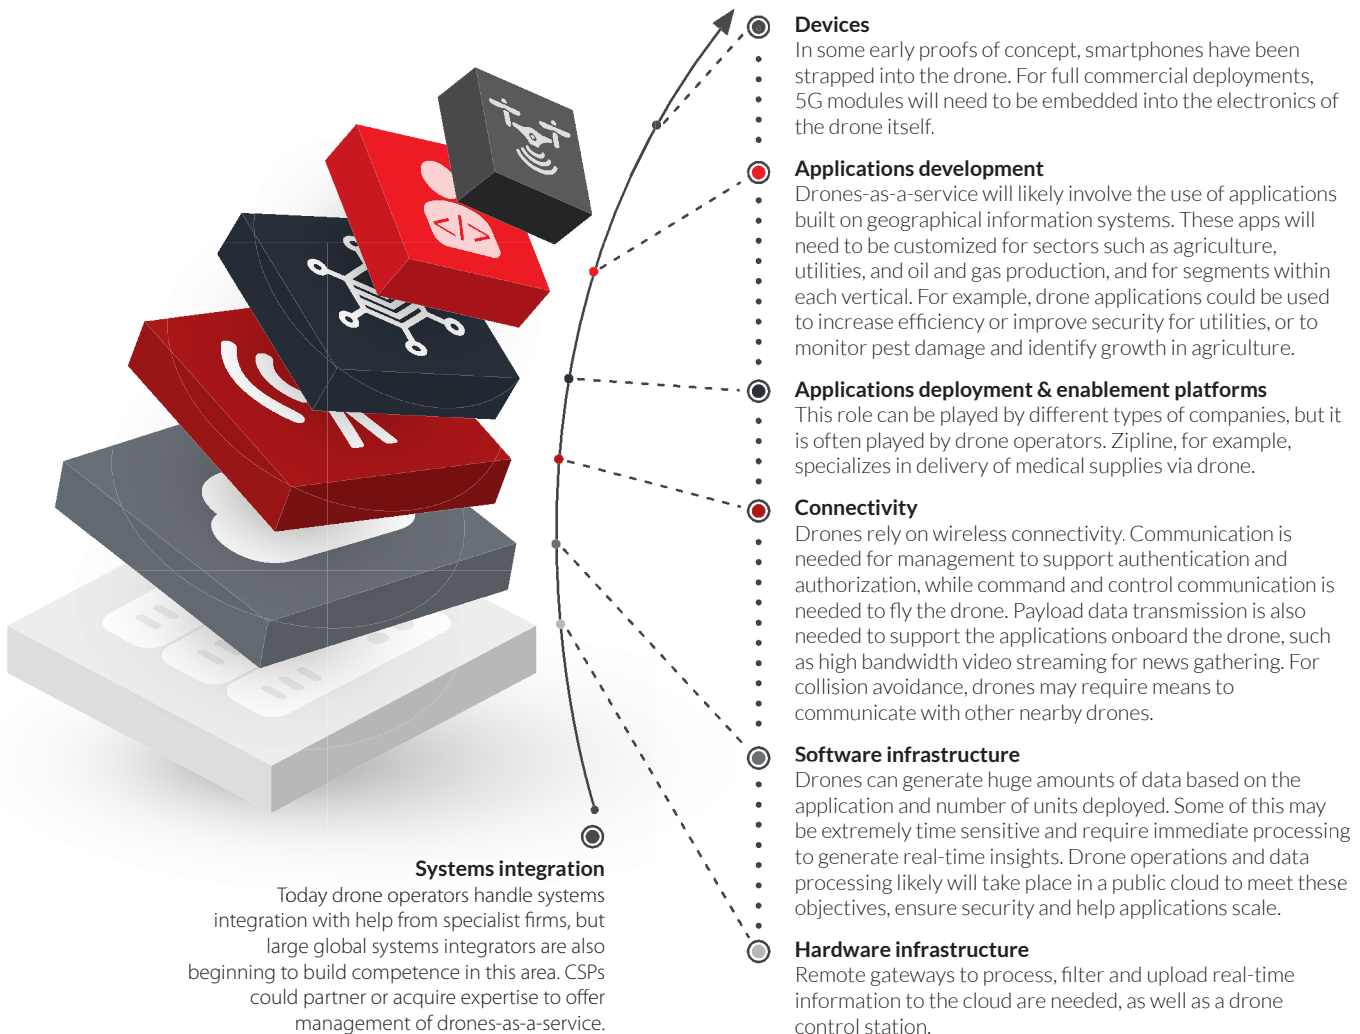 Devices
In some early proofs of concept, smartphones have been
strapped into the drone. For full commercial deployments,
5G modules will need to be embedded into the electronics of
the drone itself.
Applications development
Drones-as-a-service will likely involve the use of applications
built on geographical information systems. These apps will
need to be customized for sectors such as agriculture,
utilities, and oil and gas production, and for segments within
each vertical. For example, drone applications could be used
to increase efficiency or improve security for utilities, or to
monitor pest damage and identify growth in agriculture.
Applications deployment & enablement platforms
This role can be played by different types of companies, but it
is often played by drone operators. Zipline, for example,
specializes in delivery of medical supplies via drone.
Connectivity
Drones rely on wireless connectivity. Communication is
needed for management to support authentication and
authorization, while command and control communication is
needed to fly the drone. Payload data transmission is also
needed to support the applications onboard the drone, such
as high bandwidth video streaming for news gathering. For
collision avoidance, drones may require means to
communicate with other nearby drones.
Software infrastructure
Drones can generate huge amounts of data based on the
application and number of units deployed. Some of this may
be extremely time sensitive and require immediate processing
to generate real-time insights. Drone operations and data
processing likely will take place in a public cloud to meet these
objectives, ensure security and help applications scale.
Hardware infrastructure
Remote gateways to process, filter and upload real-time
information to the cloud are needed, as well as a drone
control station.
Systems integration
Today drone operators handle systems
integration with help from specialist firms, but
large global systems integrators are also
beginning to build competence in this area. CSPs
could partner or acquire expertise to offer
management of drones-as-a-service.